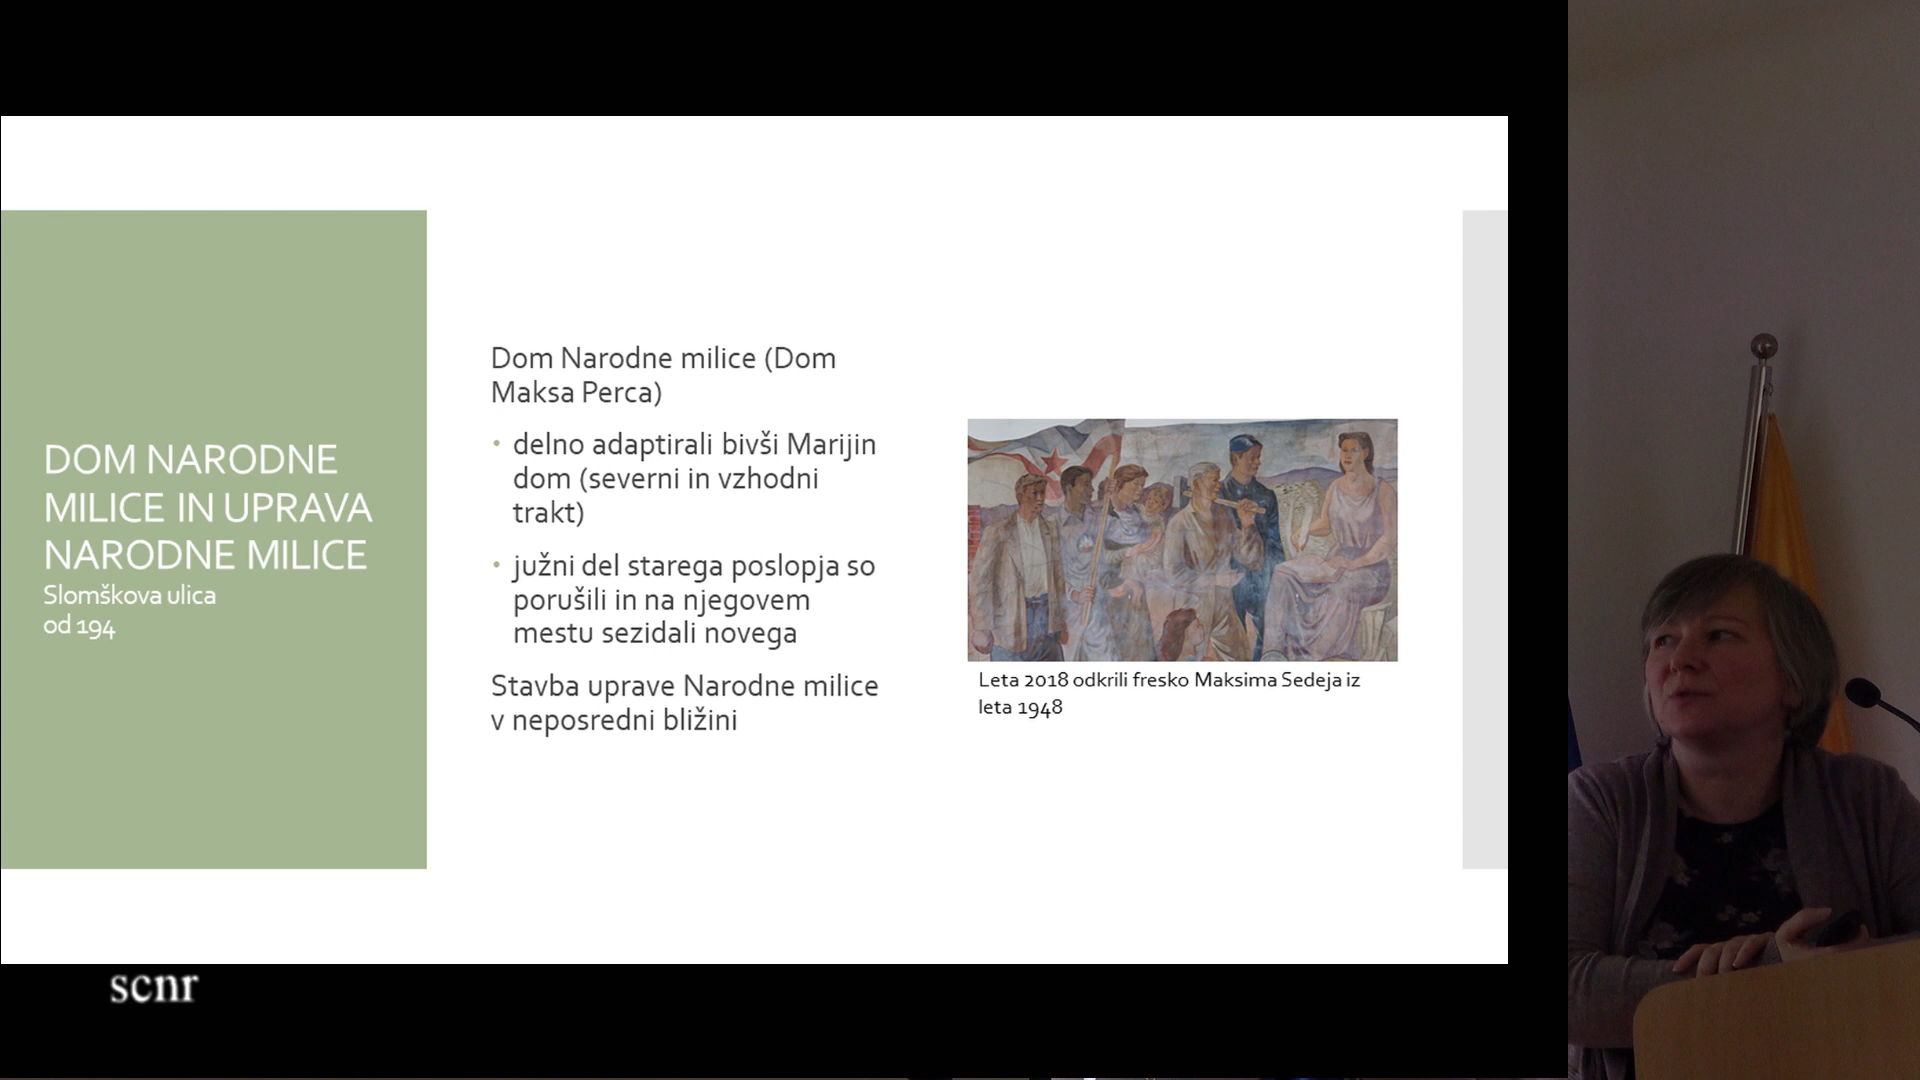 DOM NARODNE
MILICE IN UPRAVA
NARODNE MILICE
Slomškova ulica
od 194
Dom Narodne milice (Dom
Maksa Perca)
• delno adaptirali bivši Marijin
dom (severni in vzhodni
trakt)
• južni del starega poslopja so
porušili in na njegovem
mestu sezidali novega
Stavba uprave Narodne milice
v neposredni bližini
Leta 2018 odkrili fresko Maksima Sedeja iz
leta 1948
scnr